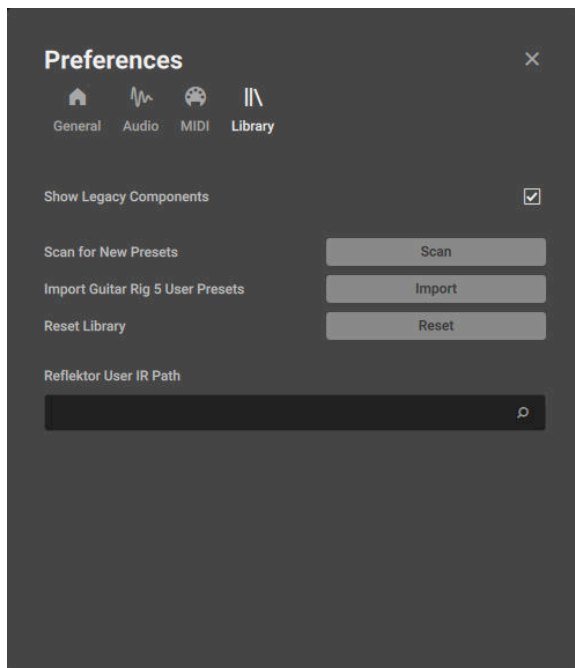 Preferences
General Audio MIDI Library
Show Legacy Components
Scan for New Presets Scan
Import Guitar Rig 5 User Presets Import
Reset Library Reset
Reflektor User IR Path